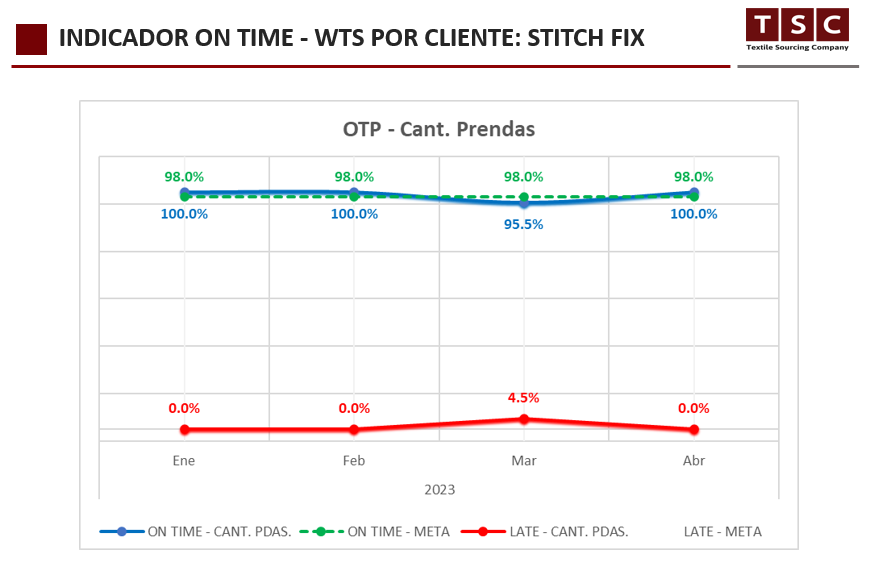 INDICADOR ON TIME - WTS POR CLIENTE: STITCH FIX
TSC
Textile Sourcing Company
OTP - Cant. Prendas
98.0% 98.0% 98.0% 98.0%
100.0% 100.0% 95.5% 100.0%
0.0% 0.0% 4.5% 0.0%
Ene Feb Mar Abr
2023
ON TIME - CANT. PDAS. ON TIME - META LATE - CANT. PDAS. LATE - META